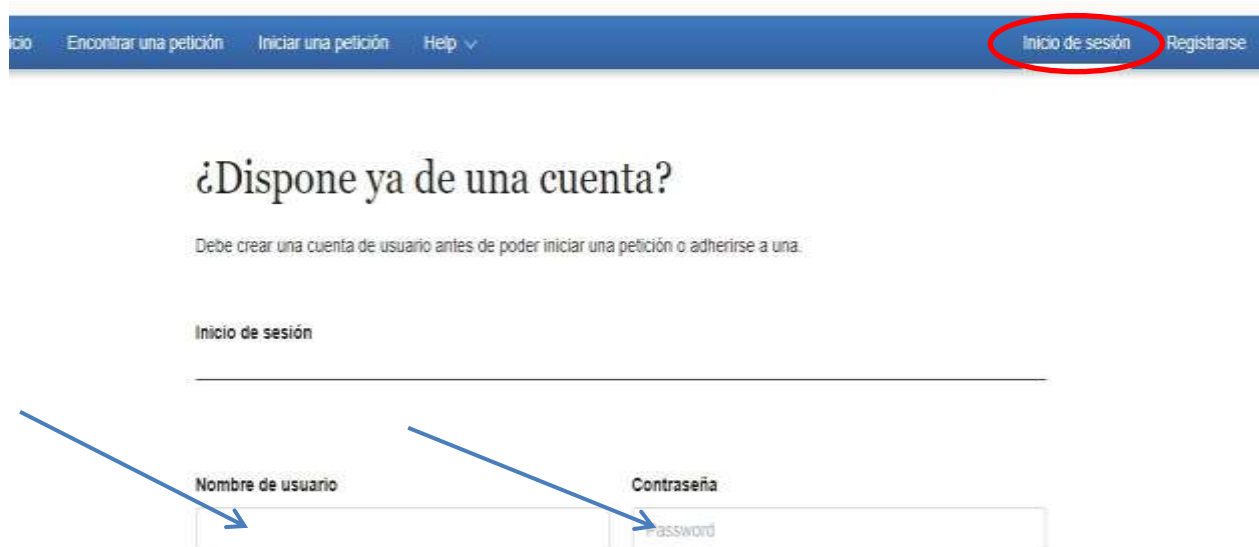 icio Encontrar una petición Iniciar una petición Help Inicio de sesión Registrarse
¿Dispone ya de una cuenta?
Debe crear una cuenta de usuario antes de poder iniciar una petición o adherirse a una.
Inicio de sesión
Nombre de usuario Contraseña
Password